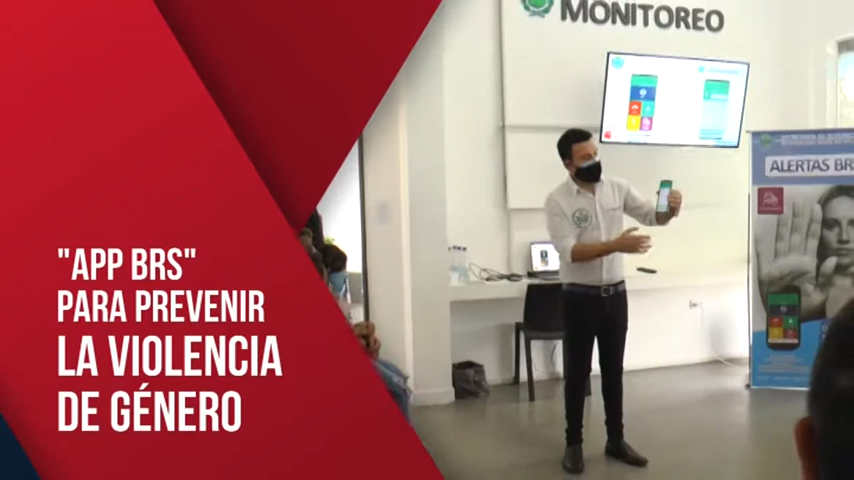 MONITOREO
ALERTAS BR
"APP BRS"
PARA PREVENIR
LA VIOLENCIA
DE GÉNERO